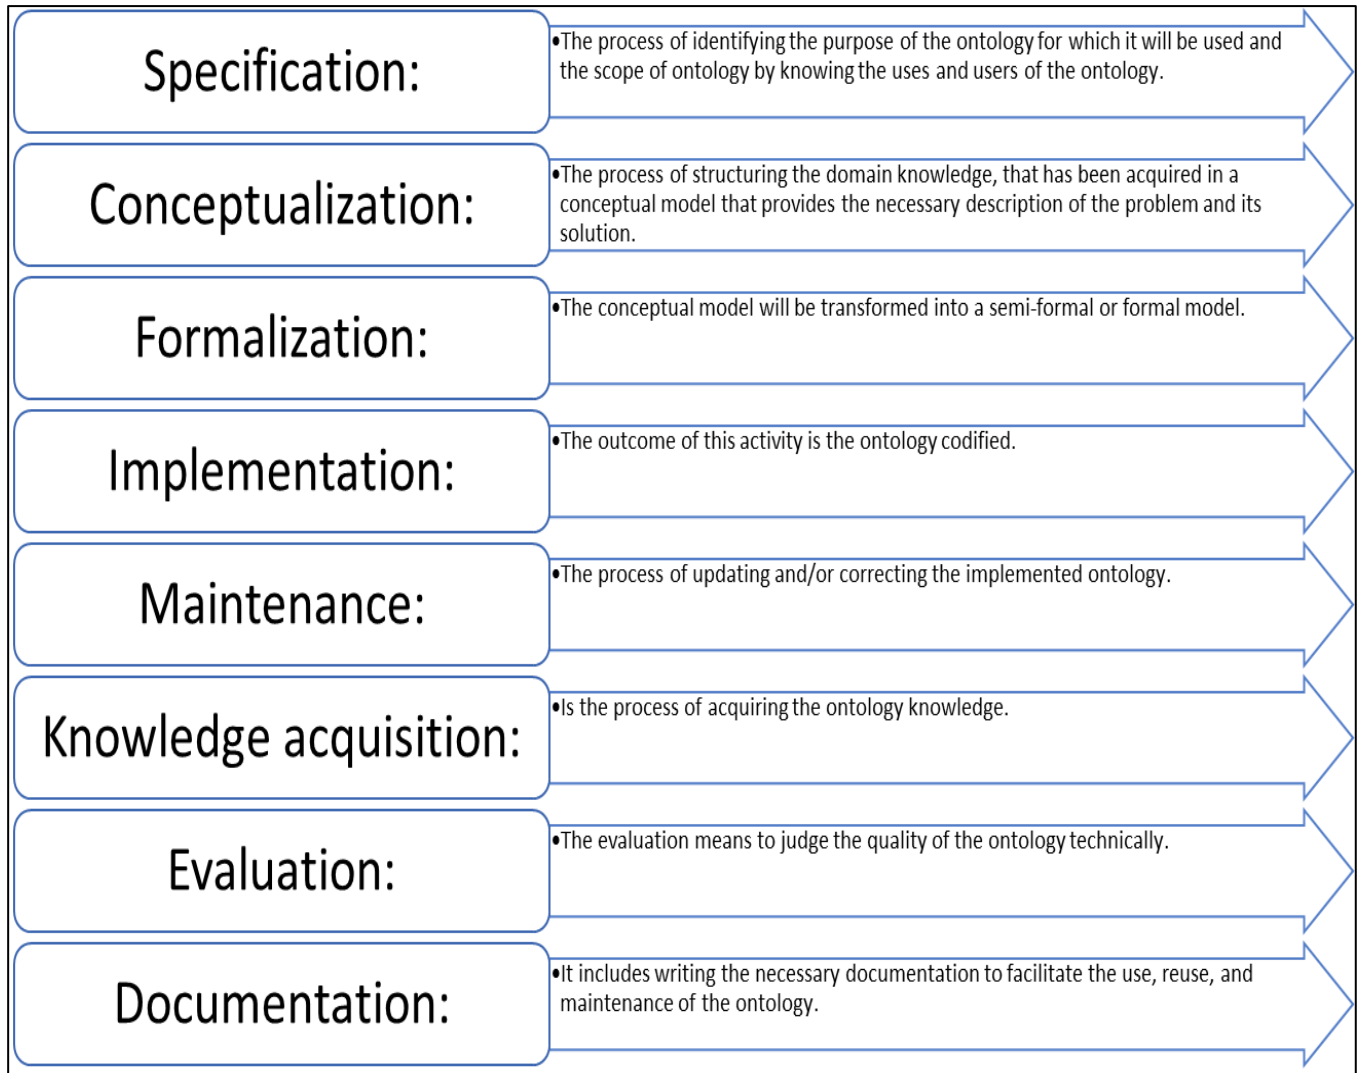 Specification:
•The process of identifying the purpose of the ontology for which it will be used and
the scope of ontology by knowing the uses and users of the ontology.
Conceptualization:
•The process of structuring the domain knowledge, that has been acquired in a
conceptual model that provides the necessary description of the problem and its
solution.
Formalization:
•The conceptual model will be transformed into a semi-formal or formal model.
Implementation:
•The outcome of this activity is the ontology codified.
Maintenance:
•The process of updating and/or correcting the implemented ontology.
Knowledge acquisition:
•Is the process of acquiring the ontology knowledge.
Evaluation:
•The evaluation means to judge the quality of the ontology technically.
Documentation:
•It includes writing the necessary documentation to facilitate the use, reuse, and
maintenance of the ontology.